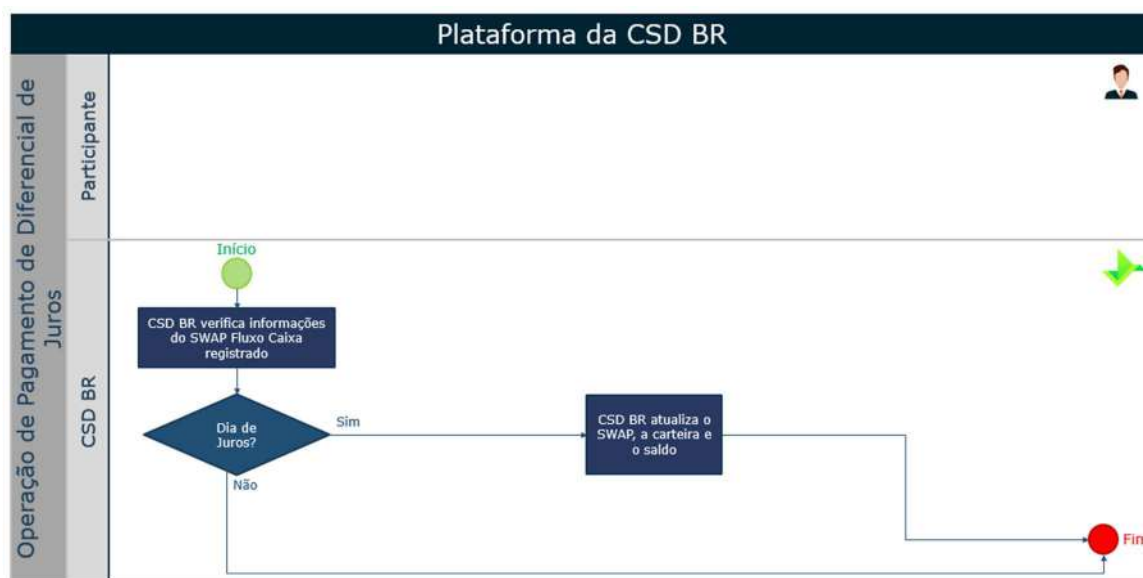 Plataforma da CSD BR
Operação de Pagamento de Diferencial de
Juros
Participante
CSD BR
Início
CSD BR verifica informações
do SWAP Fluxo Caixa
registrado
Dia de
Juros?
Sim
Não
CSD BR atualiza o
SWAP, a carteira e
o saldo
Fim